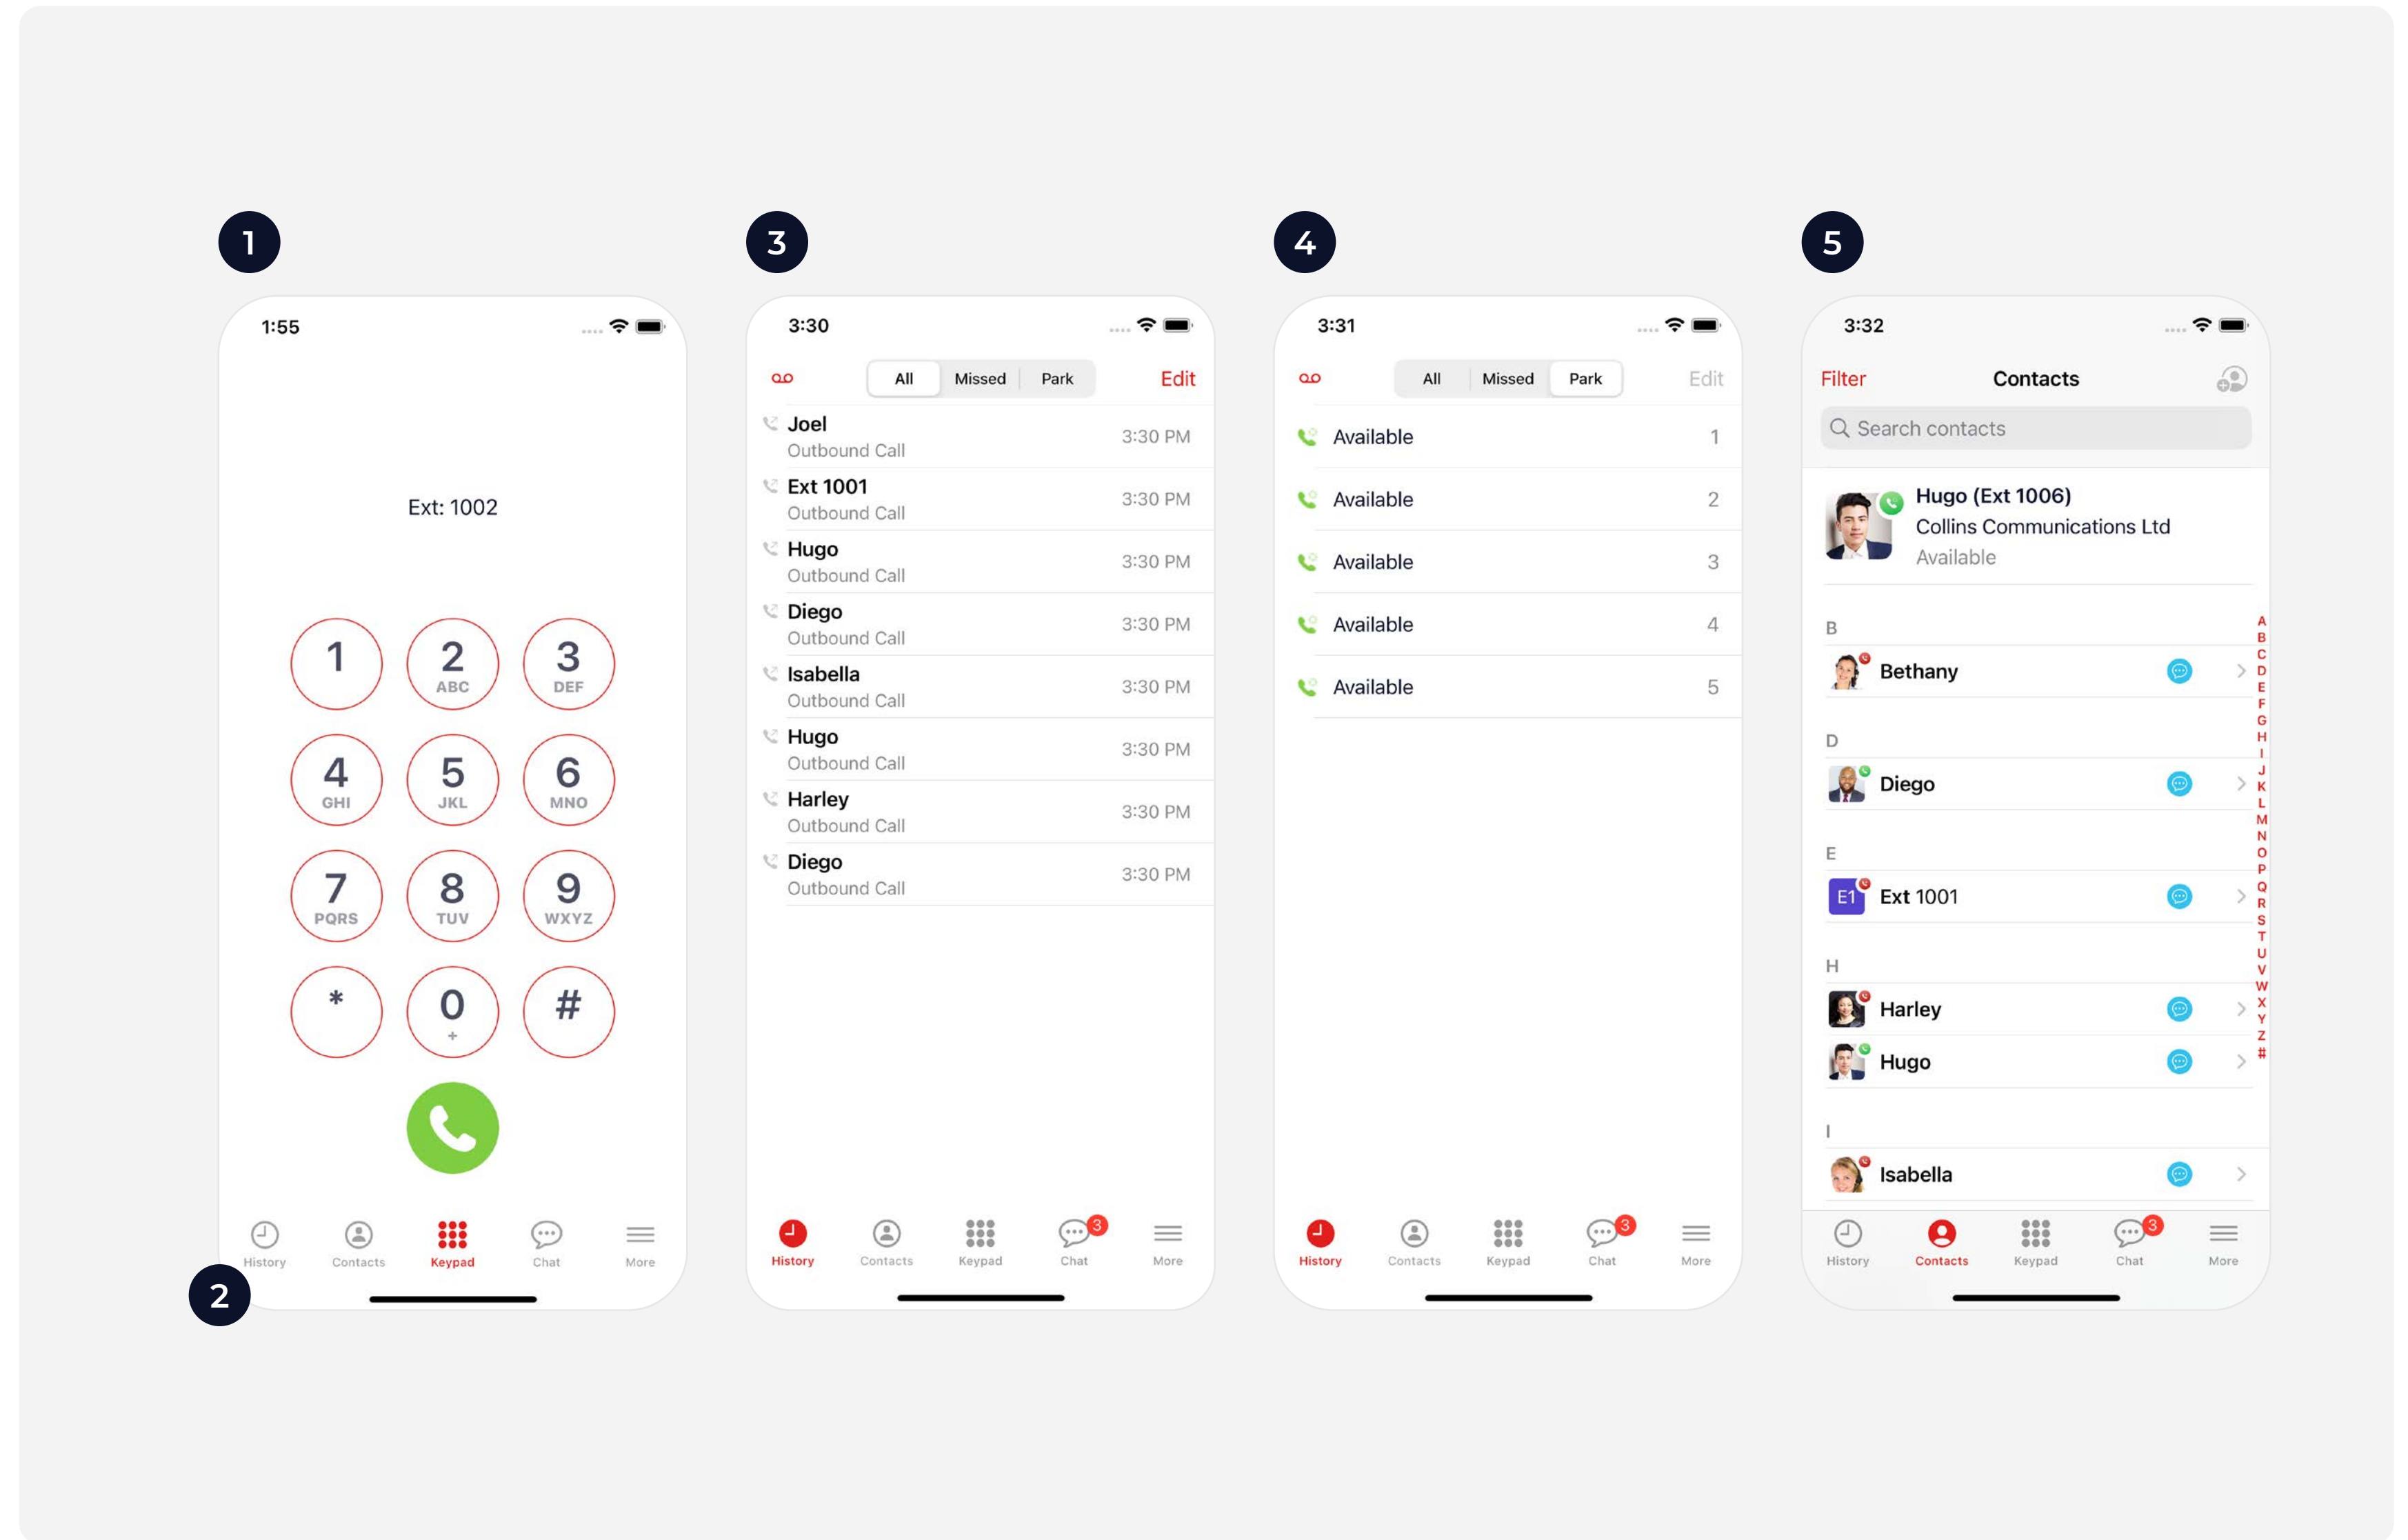 1
1:55
Ext: 1002
1
2
ABC
3
DEF
4
GHI
5
JKL
6
MNO
7
PQRS
8
TUV
9
WXYZ
*
0
+
#
History
Contacts
Keypad
Chat
More
2
3
3:30
All
Missed
Park
Edit
Joel
Outbound Call
3:30 PM
Ext 1001
Outbound Call
3:30 PM
Hugo
Outbound Call
3:30 PM
Diego
Outbound Call
3:30 PM
Isabella
Outbound Call
3:30 PM
Hugo
Outbound Call
3:30 PM
Harley
Outbound Call
3:30 PM
Diego
Outbound Call
3:30 PM
History
Contacts
Keypad
3
Chat
More
4
3:31
All
Missed
Park
Edit
Available 1
Available 2
Available 3
Available 4
Available 5
History
Contacts
Keypad
3
Chat
More
5
3:32
Filter
Contacts
Search contacts
Hugo (Ext 1006)
Collins Communications Ltd
Available
B
Bethany
D
Diego
E
E1
Ext 1001
H
Harley
Hugo
I
Isabella
A
B
C
D
E
F
G
H
I
J
K
L
M
N
O
P
Q
R
S
T
U
V
W
X
Y
Z
#
History
Contacts
Keypad
3
Chat
More